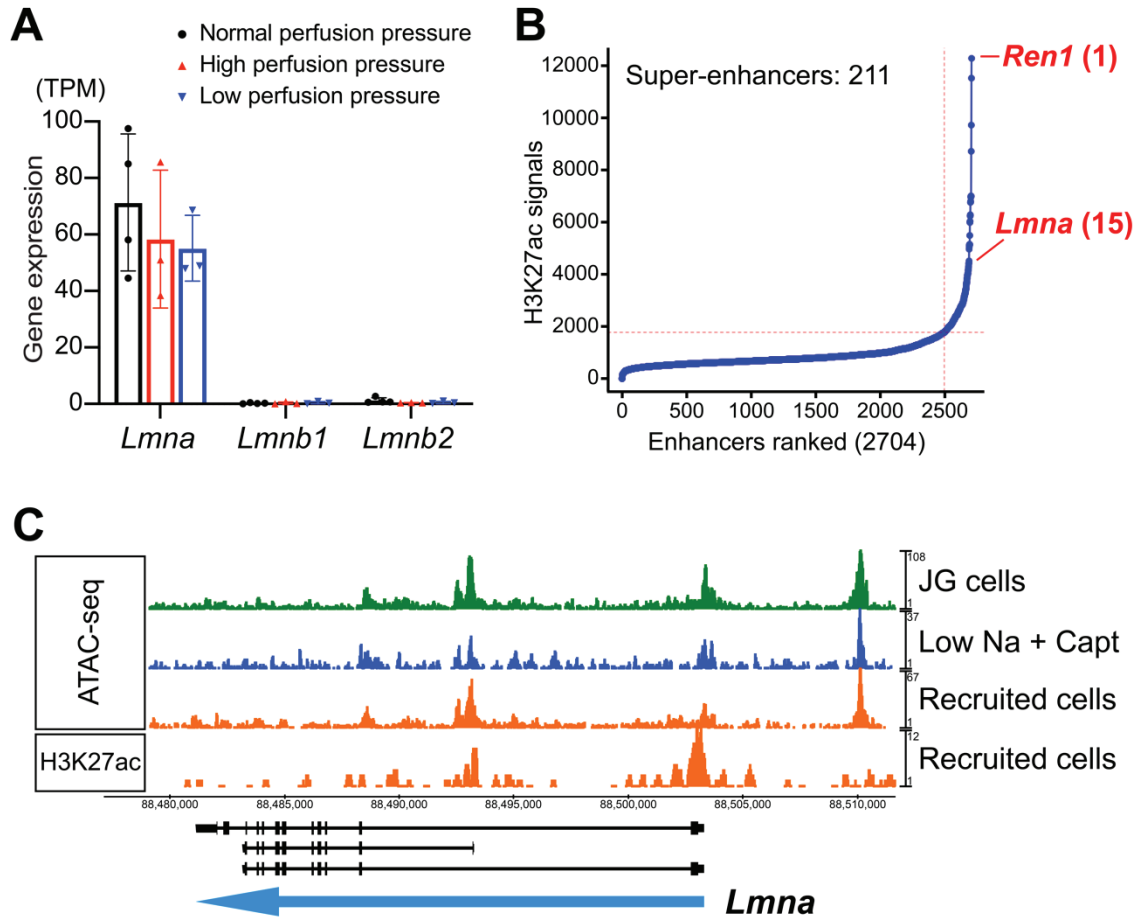 A
Normal perfusion pressure
High perfusion pressure
Low perfusion pressure
(TPM)
Gene expression
100
80
60
40
20
0
Lmna
Lmnb1
Lmnb2
B
Super-enhancers: 211
H3K27ac signals
12000
10000
8000
6000
4000
2000
0
Ren1 (1)
Lmna (15)
0
500
1000
1500
2000
2500
Enhancers ranked (2704)
C
ATAC-seq
108
JG cells
1
37
Low Na + Capt
1
67
Recruited cells
1
H3K27ac
12
Recruited cells
1
88,480,000
88,485,000
88,490,000
88,495,000
88,500,000
88,505,000
88,510,000
Lmna